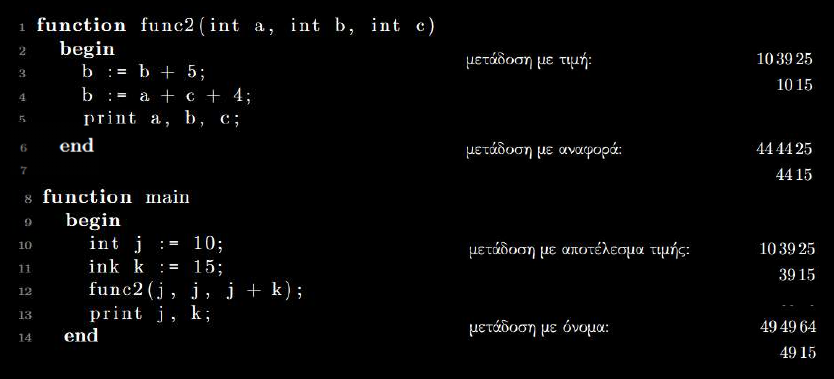 1 function func2(int a, int b, int c)
2 begin
3 b := b + 5;
4 b := a + c + 4;
5 print a, b, c;
6 end
7
8 function main
9 begin
10 int j := 10;
11 ink k := 15;
12 func2(j, j, j + k);
13 print j, k;
14 end
μετάδοση με τιμή: 10 39 25
10 15
μετάδοση με αναφορά: 44 44 25
44 15
μετάδοση με αποτέλεσμα τιμής: 10 39 25
39 15
μετάδοση με όνομα: 49 49 64
49 15